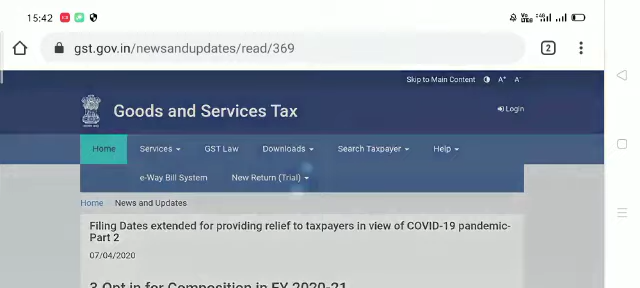 15:42
gst.gov.in/newsandupdates/read/369
2
Skip to Main Content A+ A-
Goods and Services Tax
Login
Home Services GST Law Downloads Search Taxpayer Help
e-Way Bill System New Return (Trial)
Home News and Updates
Filing Dates extended for providing relief to taxpayers in view of COVID-19 pandemic-
Part 2
07/04/2020
3.Opt in for Composition in FY 2020-21